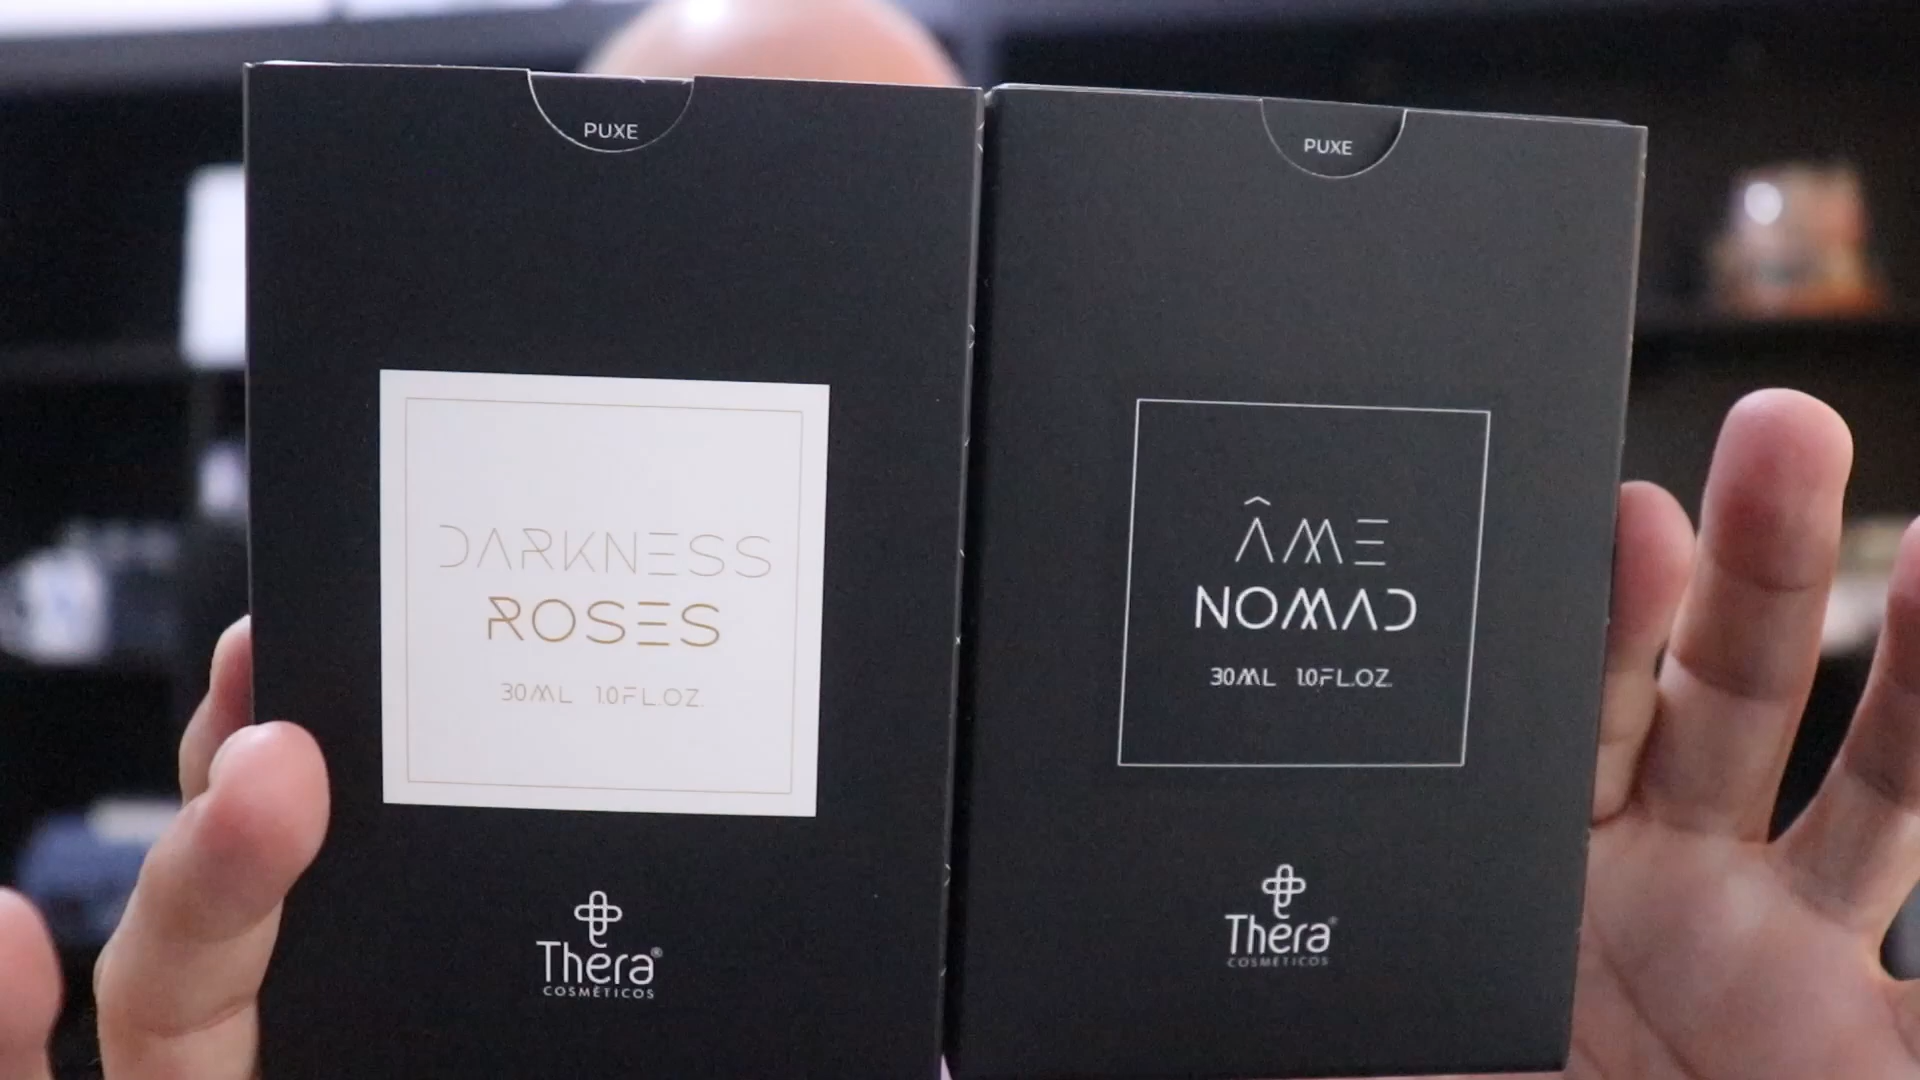 PUXE
DARKNESS
ROSES
30ML 1.0FL.OZ.
Thera®
COSMÉTICOS
PUXE
ÂME
NOMAD
30ML 1.0FL.OZ.
Thera®
COSMÉTICOS